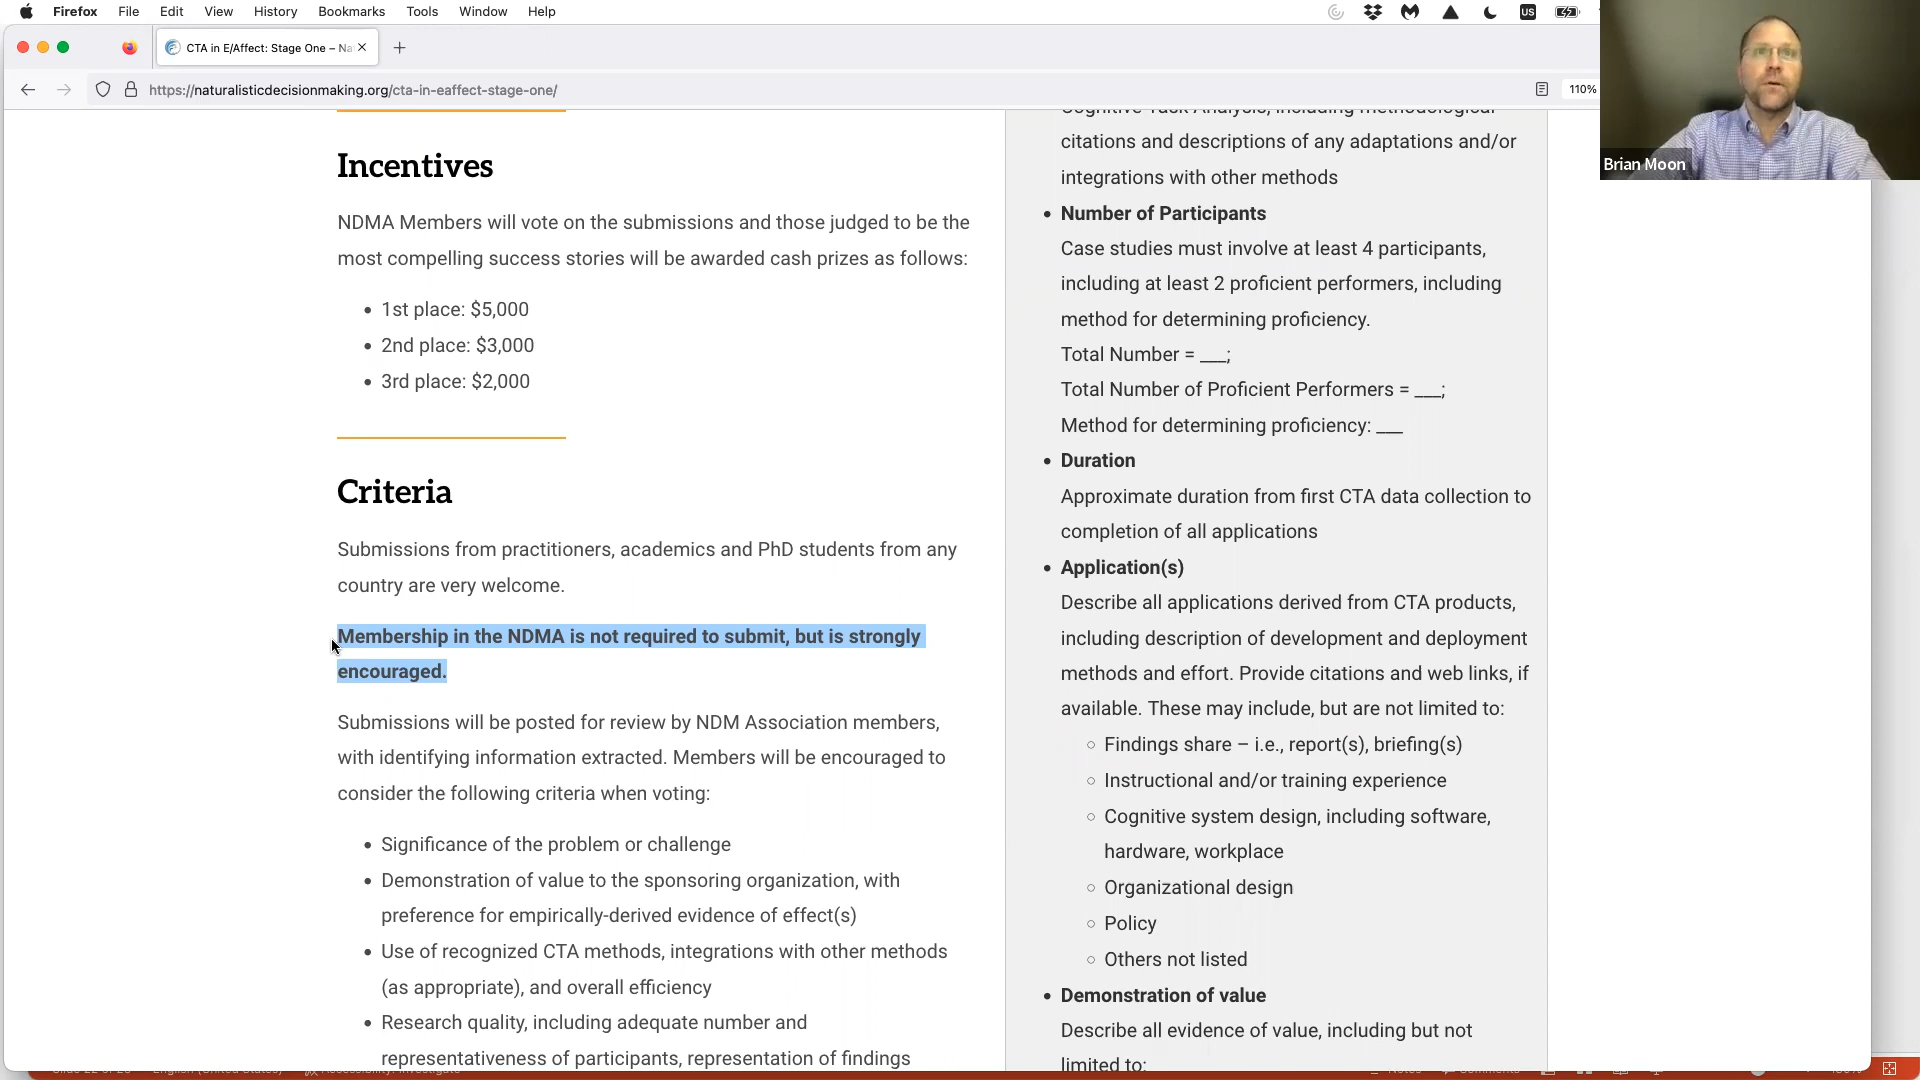 Firefox File Edit View History Bookmarks Tools Window Help
US
CTA in E/Affect: Stage One – Na
https://naturalisticdecisionmaking.org/cta-in-eaffect-stage-one/
110%
Brian Moon
Incentives
NDMA Members will vote on the submissions and those judged to be the
most compelling success stories will be awarded cash prizes as follows:
• 1st place: $5,000
• 2nd place: $3,000
• 3rd place: $2,000
Criteria
Submissions from practitioners, academics and PhD students from any
country are very welcome.
Membership in the NDMA is not required to submit, but is strongly
encouraged.
Submissions will be posted for review by NDM Association members,
with identifying information extracted. Members will be encouraged to
consider the following criteria when voting:
• Significance of the problem or challenge
• Demonstration of value to the sponsoring organization, with
preference for empirically-derived evidence of effect(s)
• Use of recognized CTA methods, integrations with other methods
(as appropriate), and overall efficiency
• Research quality, including adequate number and
representativeness of participants, representation of findings
Cognitive Task Analysis, including methodological
citations and descriptions of any adaptations and/or
integrations with other methods
• Number of Participants
Case studies must involve at least 4 participants,
including at least 2 proficient performers, including
method for determining proficiency.
Total Number = ___;
Total Number of Proficient Performers = ___;
Method for determining proficiency: ___
• Duration
Approximate duration from first CTA data collection to
completion of all applications
• Application(s)
Describe all applications derived from CTA products,
including description of development and deployment
methods and effort. Provide citations and web links, if
available. These may include, but are not limited to:
○ Findings share – i.e., report(s), briefing(s)
○ Instructional and/or training experience
○ Cognitive system design, including software,
hardware, workplace
○ Organizational design
○ Policy
○ Others not listed
• Demonstration of value
Describe all evidence of value, including but not
limited to: